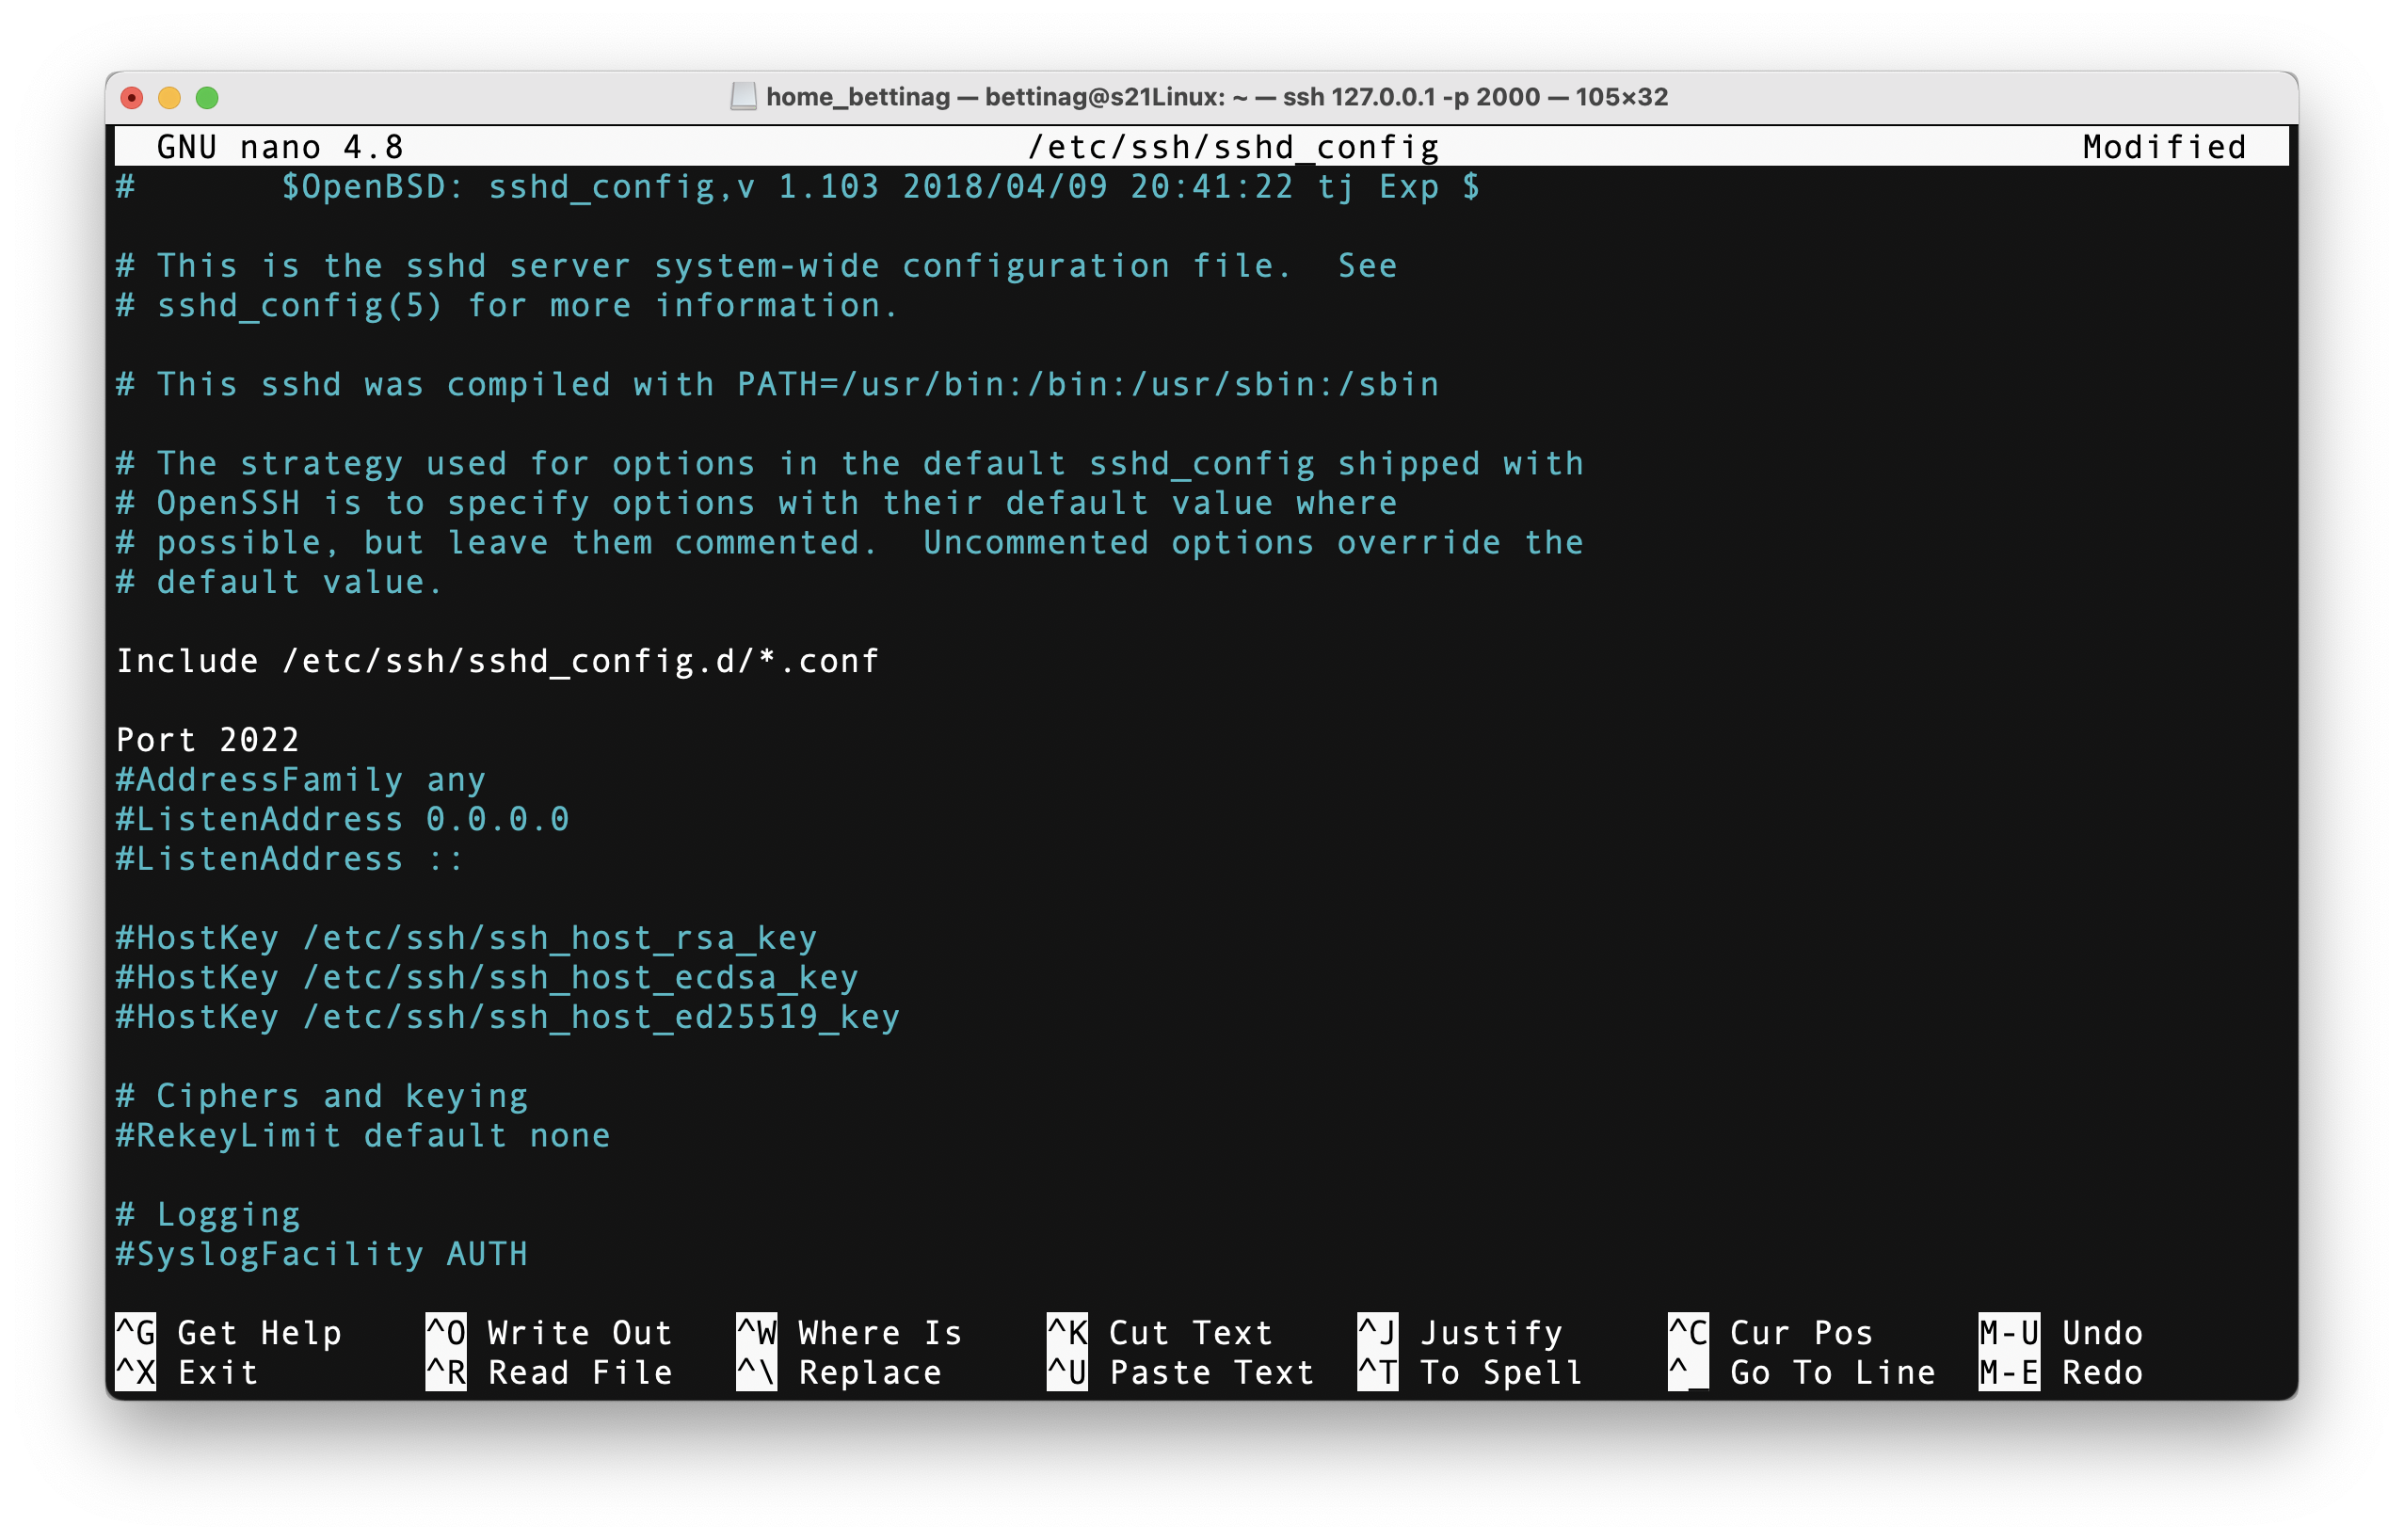 home_bettinag — bettinag@s21Linux: ~ — ssh 127.0.0.1 -p 2000 — 105×32
GNU nano 4.8 /etc/ssh/sshd_config Modified
# $OpenBSD: sshd_config,v 1.103 2018/04/09 20:41:22 tj Exp $
# This is the sshd server system-wide configuration file.  See
# sshd_config(5) for more information.
# This sshd was compiled with PATH=/usr/bin:/bin:/usr/sbin:/sbin
# The strategy used for options in the default sshd_config shipped with
# OpenSSH is to specify options with their default value where
# possible, but leave them commented.  Uncommented options override the
# default value.
Include /etc/ssh/sshd_config.d/*.conf
Port 2022
#AddressFamily any
#ListenAddress 0.0.0.0
#ListenAddress ::
#HostKey /etc/ssh/ssh_host_rsa_key
#HostKey /etc/ssh/ssh_host_ecdsa_key
#HostKey /etc/ssh/ssh_host_ed25519_key
# Ciphers and keying
#RekeyLimit default none
# Logging
#SyslogFacility AUTH
^G Get Help ^O Write Out ^W Where Is ^K Cut Text ^J Justify ^C Cur Pos M-U Undo
^X Exit ^R Read File ^\ Replace ^U Paste Text ^T To Spell ^_ Go To Line M-E Redo